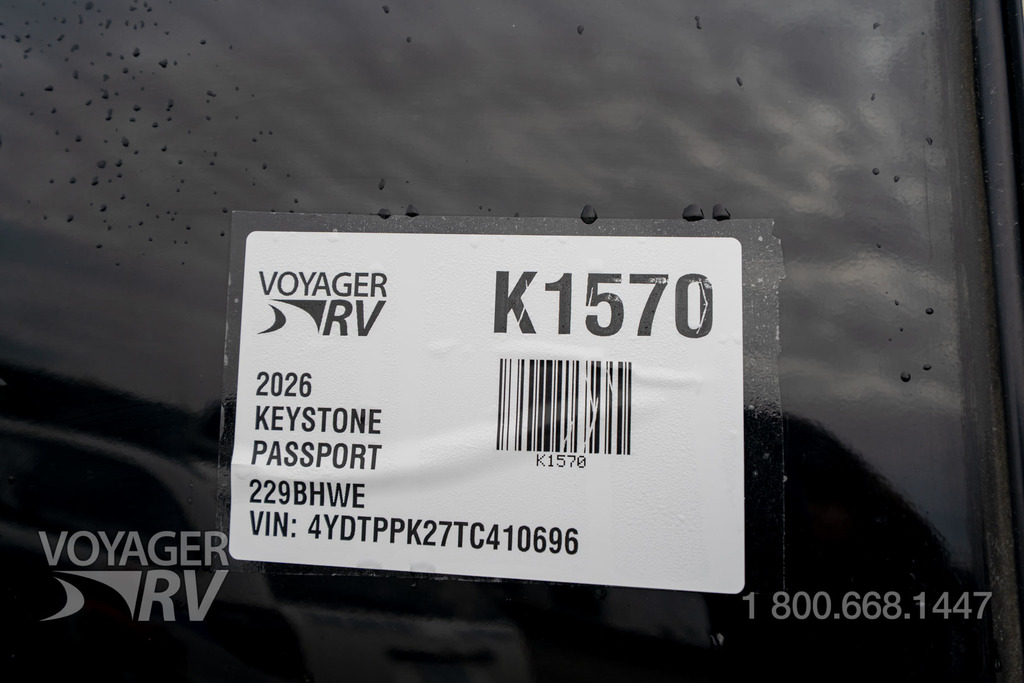 VOYAGER
RV
K1570
2026
KEYSTONE
PASSPORT
229BHWE
VIN: 4YDTPPK27TC410696
K1570
VOYAGER
RV
1 800.668.1447